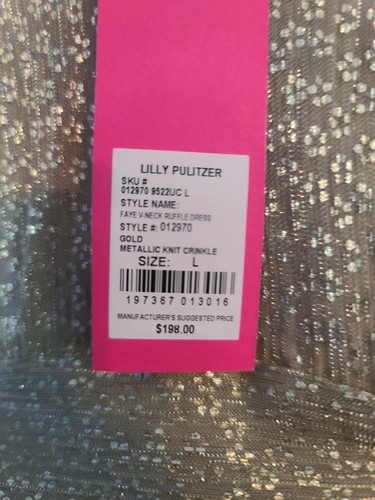 LILLY PULITZER
SKU #
012970 9522UC L
STYLE NAME:
FAYE V-NECK RUFFLE DRESS
STYLE #: 012970
GOLD
METALLIC KNIT CRINKLE
SIZE: L
197367 013016
MANUFACTURER'S SUGGESTED PRICE
$198.00